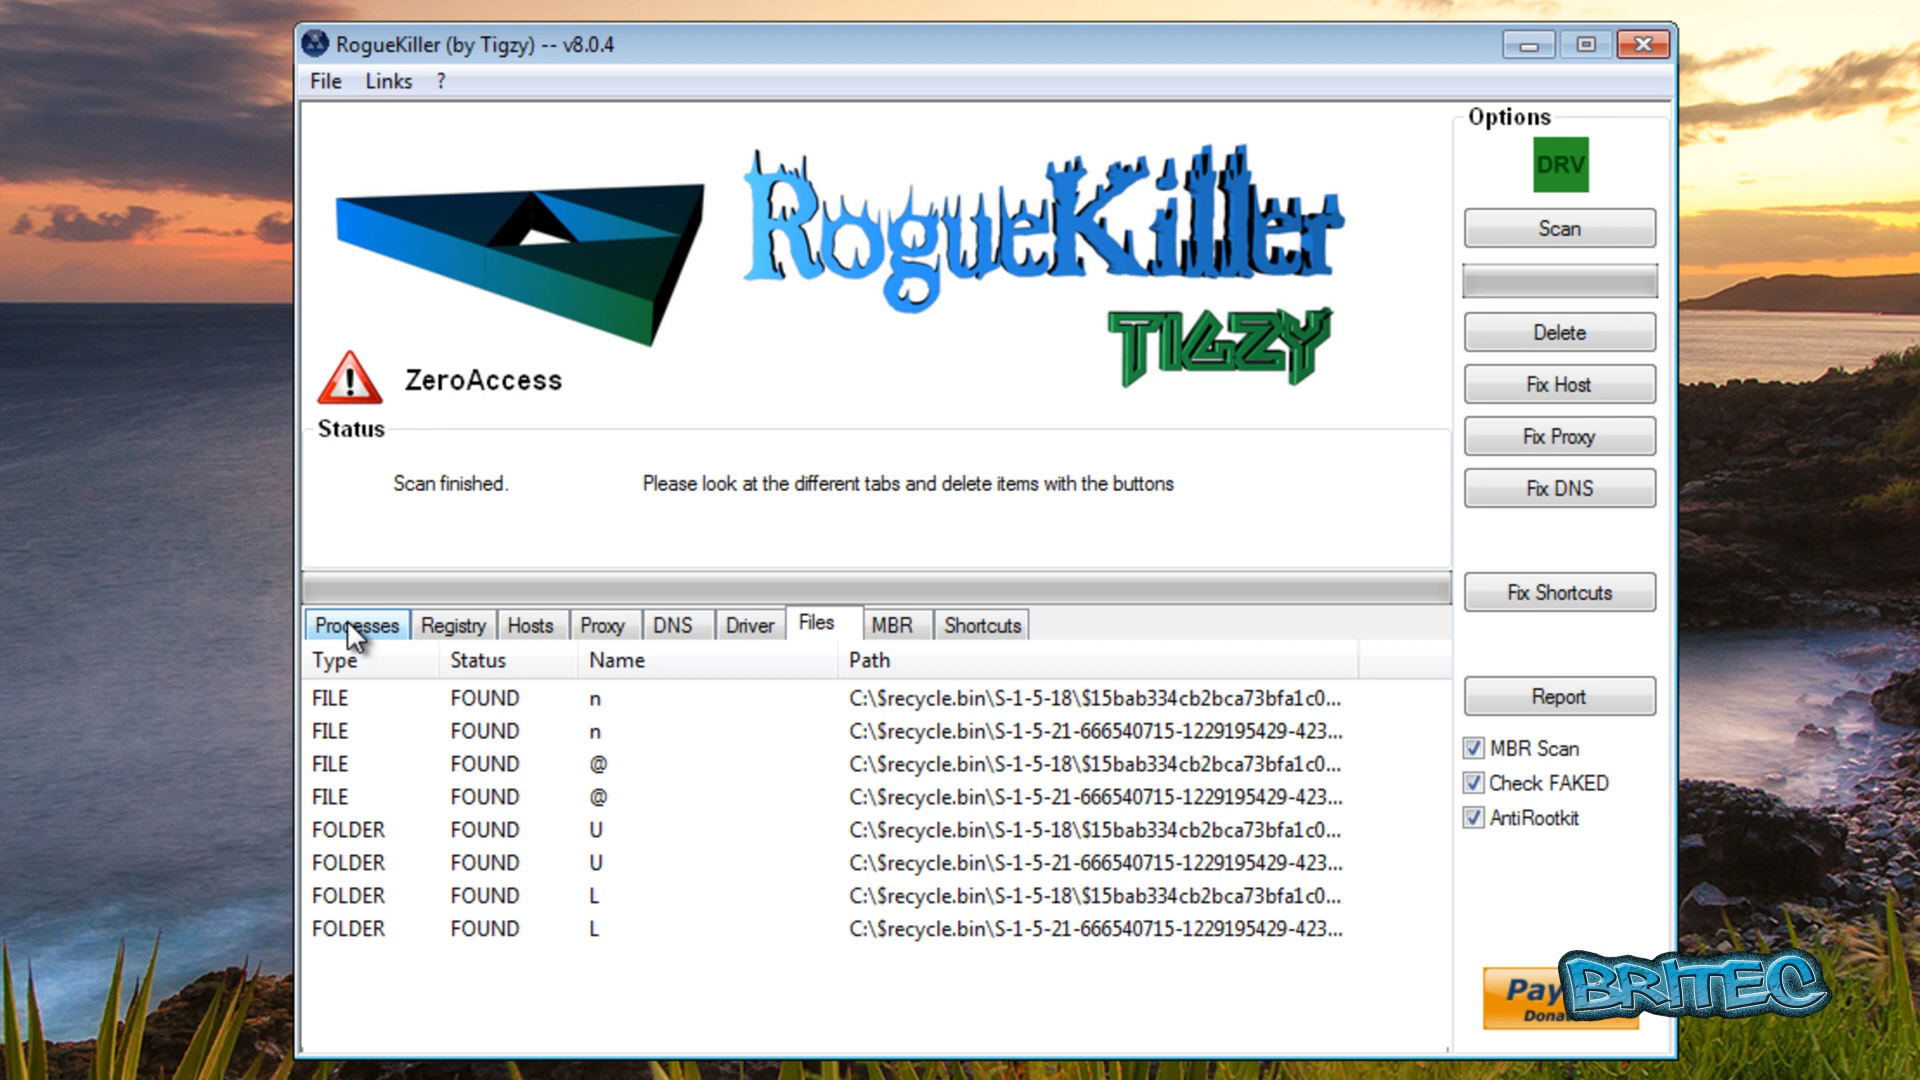 RogueKiller (by Tigzy) -- v8.0.4
File Links ?
RogueKiller
TIGZY
ZeroAccess
Status
Scan finished. Please look at the different tabs and delete items with the buttons
Processes Registry Hosts Proxy DNS Driver Files MBR Shortcuts
Type Status Name Path
FILE FOUND n C:\$recycle.bin\S-1-5-18\$15bab334cb2bca73bfa1c0...
FILE FOUND n C:\$recycle.bin\S-1-5-21-666540715-1229195429-423...
FILE FOUND @ C:\$recycle.bin\S-1-5-18\$15bab334cb2bca73bfa1c0...
FILE FOUND @ C:\$recycle.bin\S-1-5-21-666540715-1229195429-423...
FOLDER FOUND U C:\$recycle.bin\S-1-5-18\$15bab334cb2bca73bfa1c0...
FOLDER FOUND U C:\$recycle.bin\S-1-5-21-666540715-1229195429-423...
FOLDER FOUND L C:\$recycle.bin\S-1-5-18\$15bab334cb2bca73bfa1c0...
FOLDER FOUND L C:\$recycle.bin\S-1-5-21-666540715-1229195429-423...
Options
DRV
Scan
Delete
Fix Host
Fix Proxy
Fix DNS
Fix Shortcuts
Report
MBR Scan
Check FAKED
AntiRootkit
Pay
BRITEC